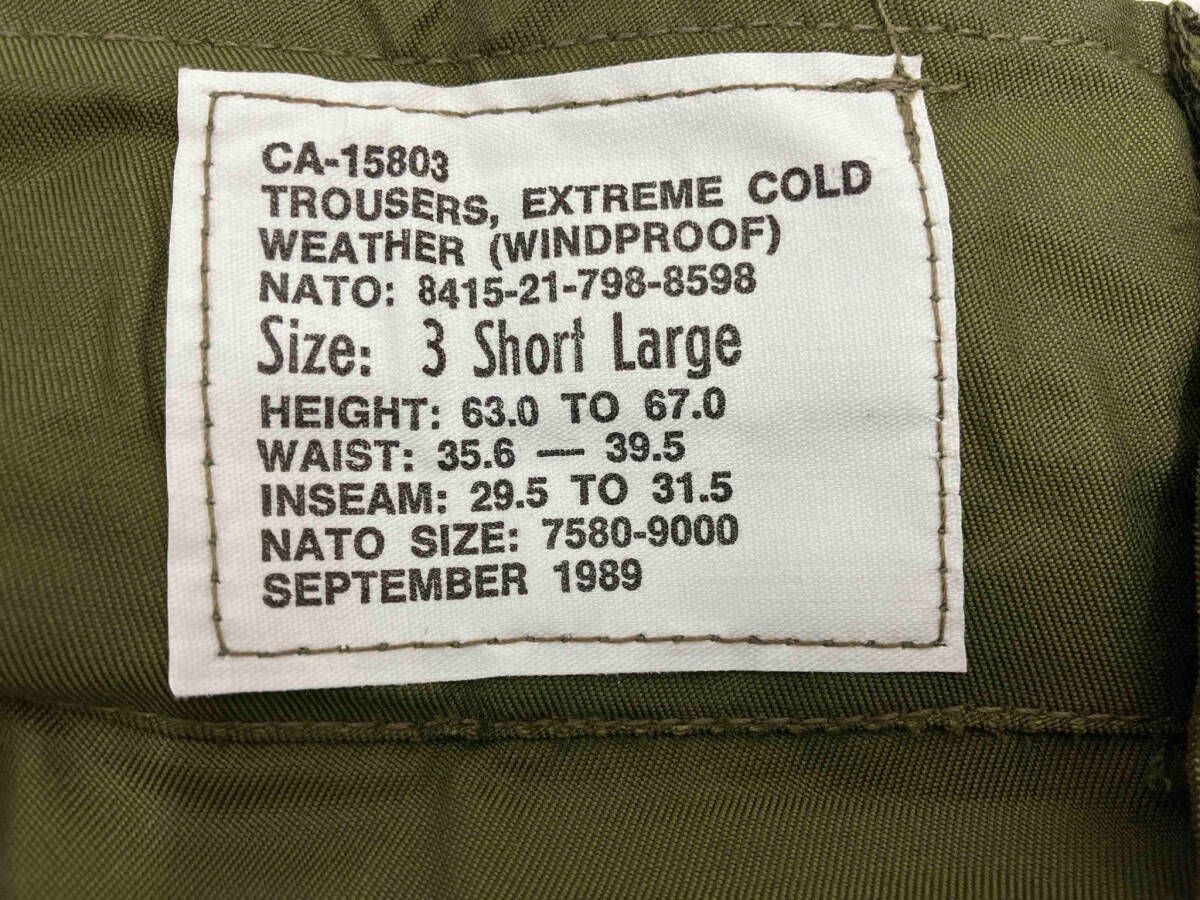 CA-15803
TROUSERS, EXTREME COLD
WEATHER (WINDPROOF)
NATO: 8415-21-798-8598
Size: 3 Short Large
HEIGHT: 63.0 TO 67.0
WAIST: 35.6 — 39.5
INSEAM: 29.5 TO 31.5
NATO SIZE: 7580-9000
SEPTEMBER 1989